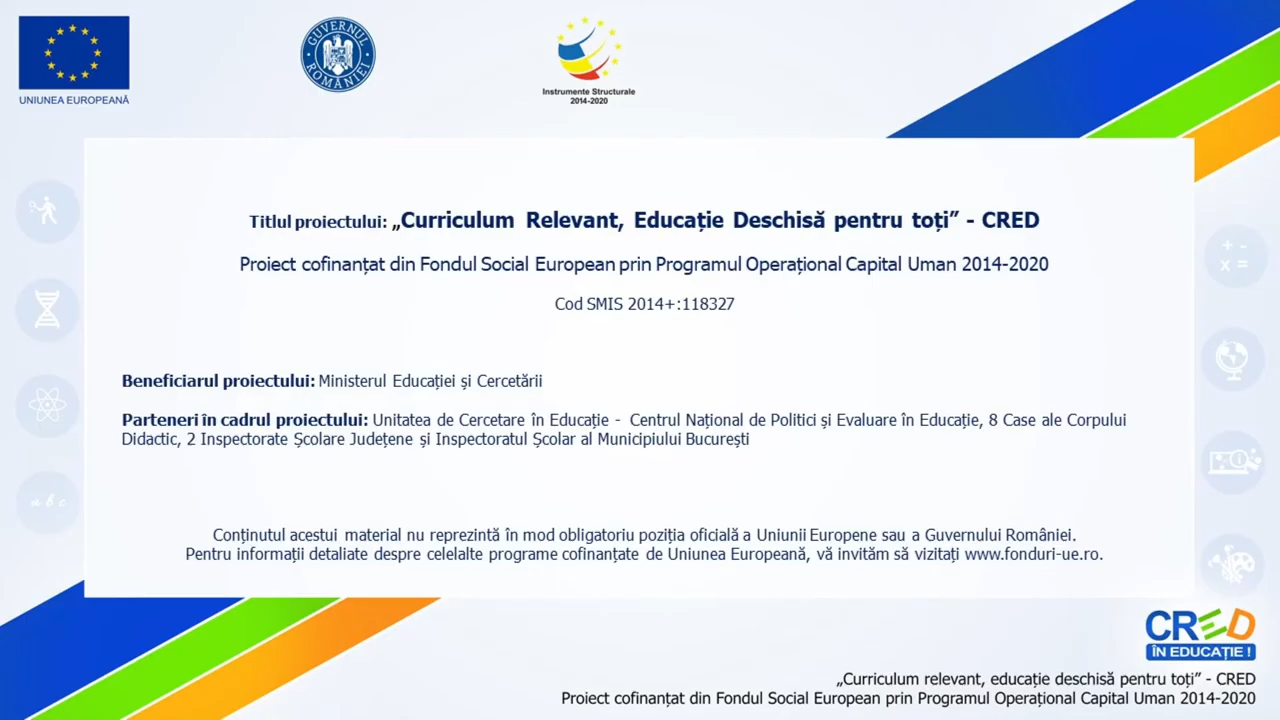 UNIUNEA EUROPEANĂ
GUVERNUL ROMÂNIEI
Instrumente Structurale
2014-2020
Titlul proiectului: „Curriculum Relevant, Educație Deschisă pentru toți” - CRED
Proiect cofinanțat din Fondul Social European prin Programul Operațional Capital Uman 2014-2020
Cod SMIS 2014+:118327
Beneficiarul proiectului: Ministerul Educației și Cercetării
Parteneri în cadrul proiectului: Unitatea de Cercetare în Educație - Centrul Național de Politici și Evaluare în Educație, 8 Case ale Corpului
Didactic, 2 Inspectorate Școlare Județene și Inspectoratul Școlar al Municipiului București
Conținutul acestui material nu reprezintă în mod obligatoriu poziția oficială a Uniunii Europene sau a Guvernului României.
Pentru informații detaliate despre celelalte programe cofinanțate de Uniunea Europeană, vă invităm să vizitați www.fonduri-ue.ro.
+ -
x =
a b c
CRED
ÎN EDUCAȚIE !
„Curriculum relevant, educație deschisă pentru toți” - CRED
Proiect cofinanțat din Fondul Social European prin Programul Operațional Capital Uman 2014-2020